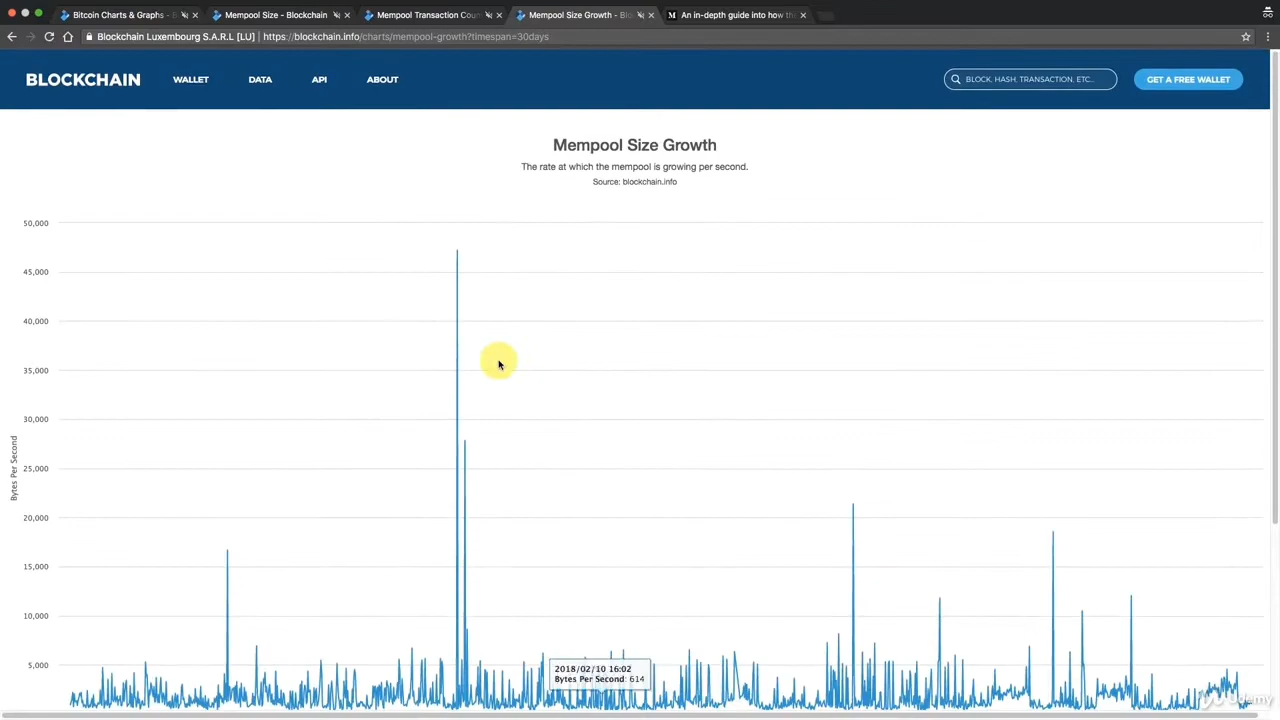 Bitcoin Charts & Graphs - B
Mempool Size - Blockchain
Mempool Transaction Coun
Mempool Size Growth - Blo
An in-depth guide into how the
Blockchain Luxembourg S.A.R.L [LU] | https://blockchain.info/charts/mempool-growth?timespan=30days
BLOCKCHAIN
WALLET
DATA
API
ABOUT
BLOCK, HASH, TRANSACTION, ETC...
GET A FREE WALLET
Mempool Size Growth
The rate at which the mempool is growing per second.
Source: blockchain.info
50,000
45,000
40,000
35,000
30,000
25,000
20,000
15,000
10,000
5,000
Bytes Per Second
2018/02/10 16:02
Bytes Per Second: 614
Udemy